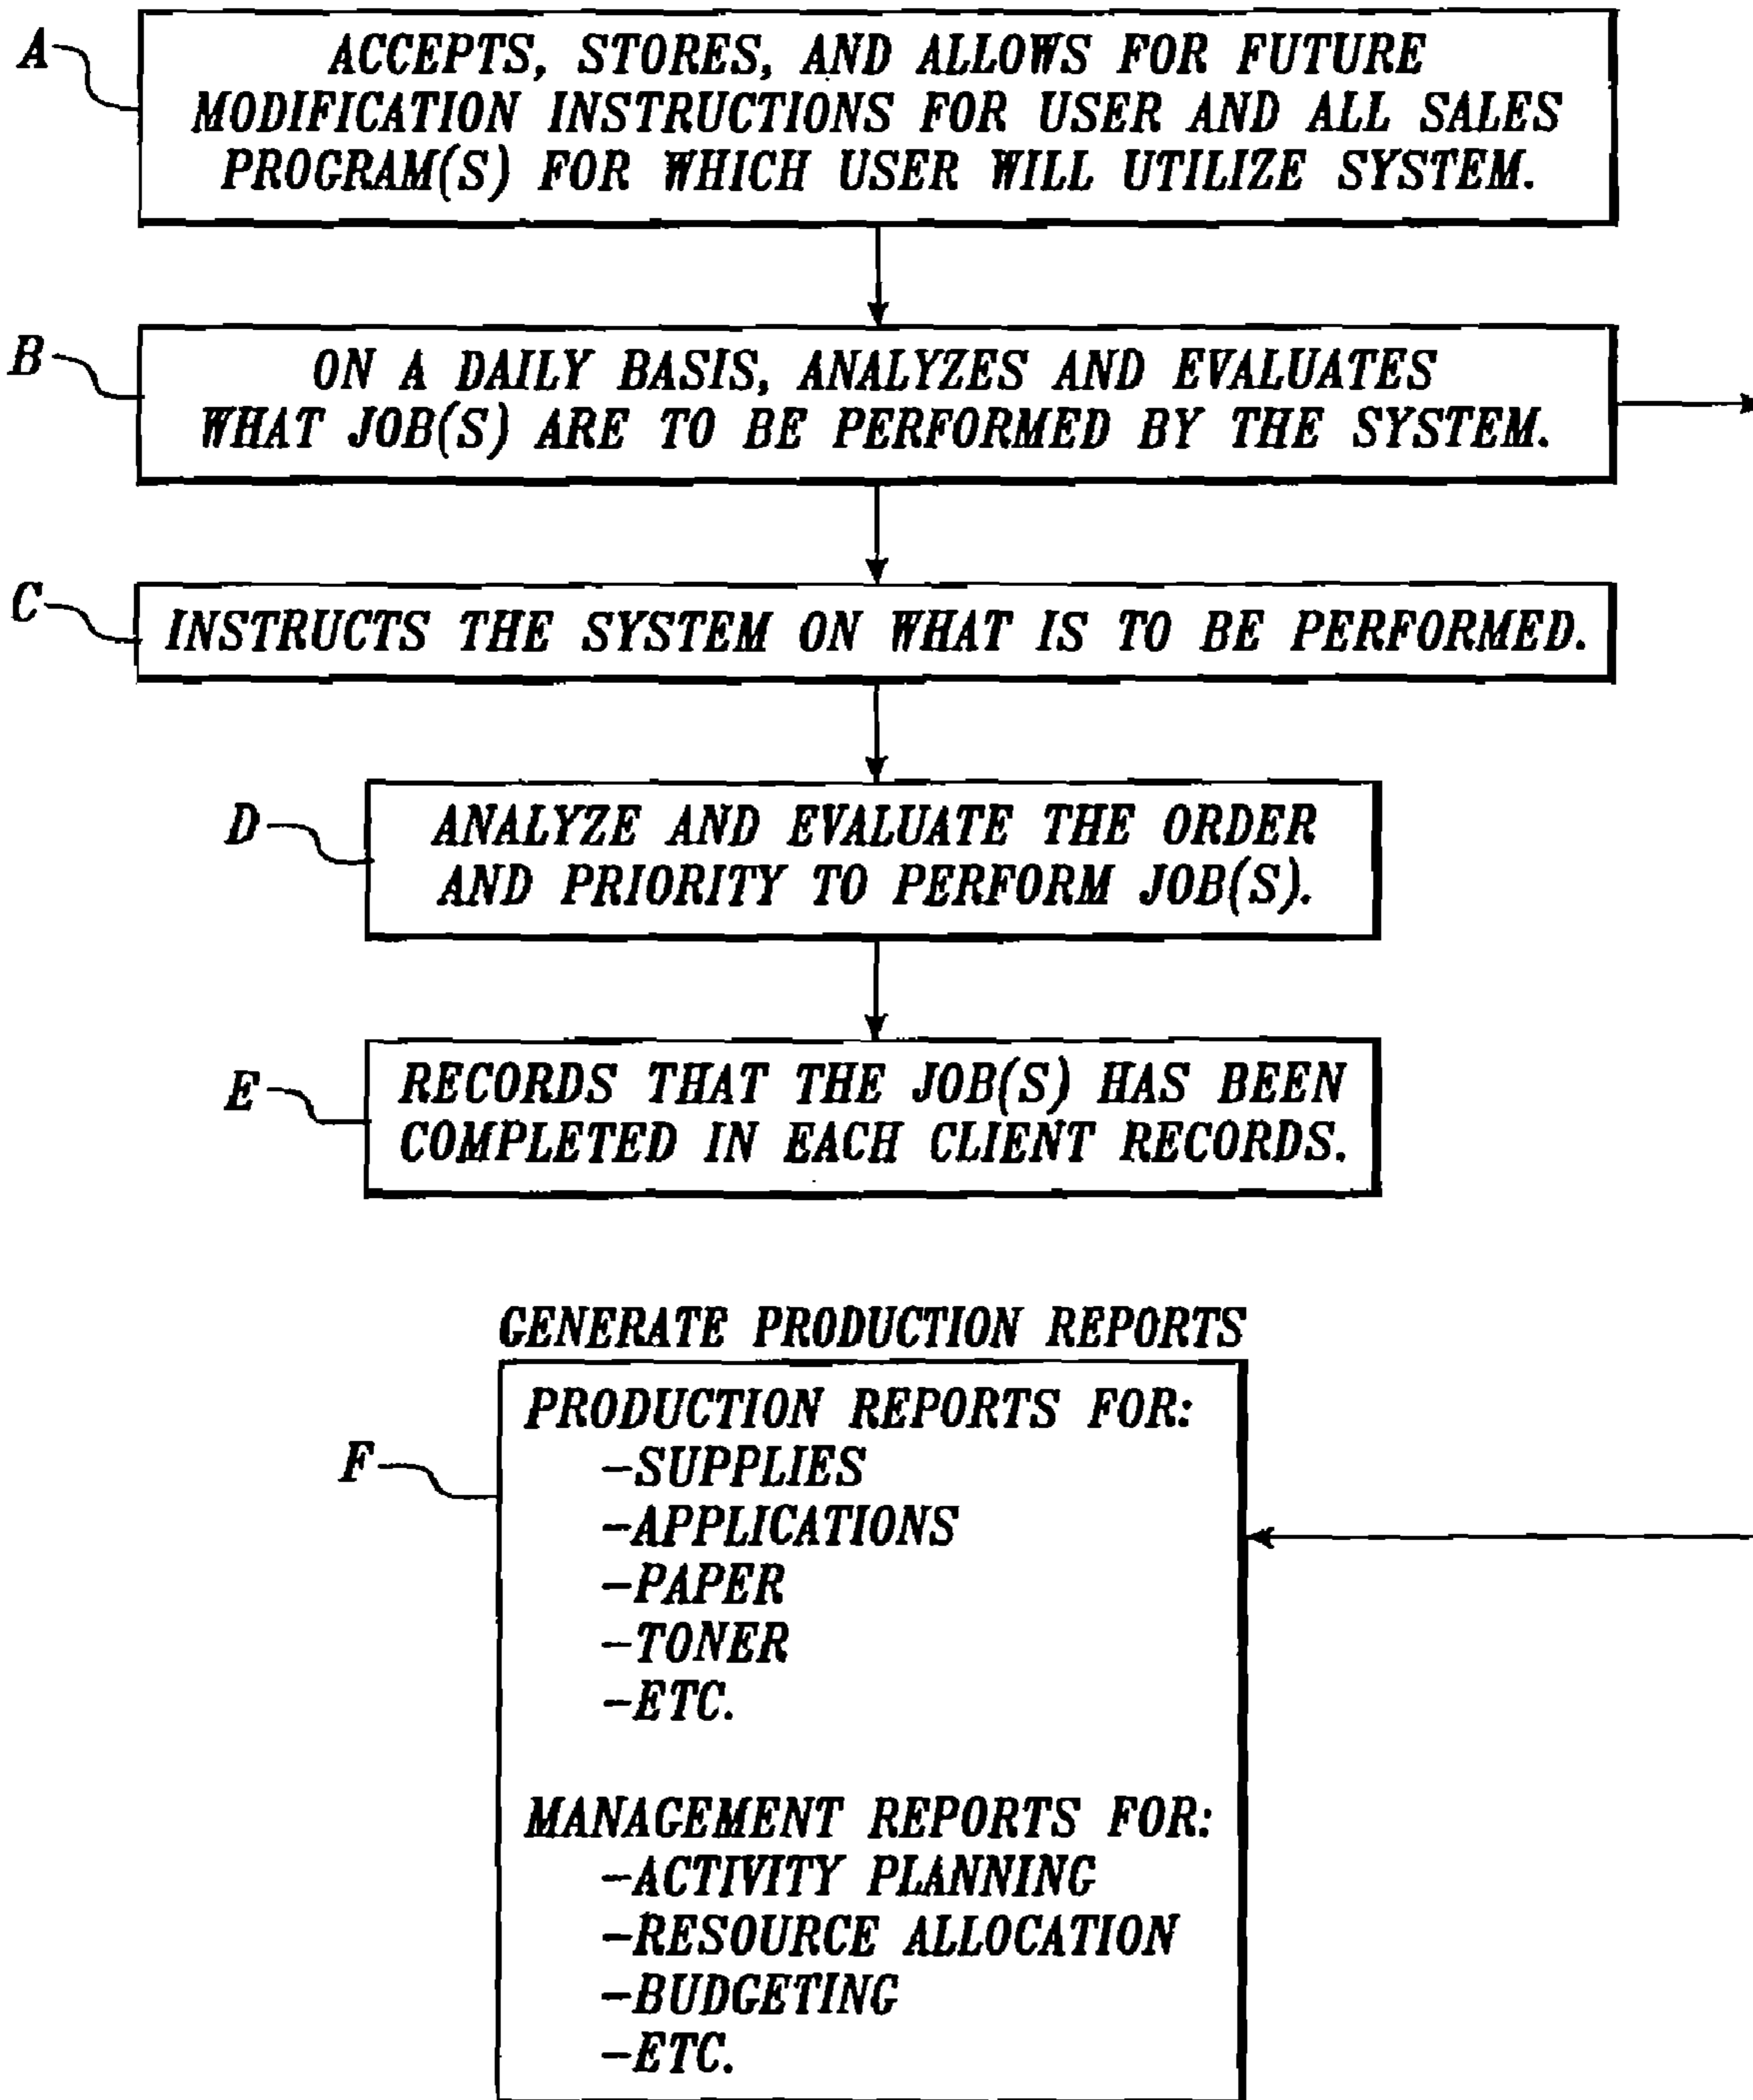 A
ACCEPTS, STORES, AND ALLOWS FOR FUTURE
MODIFICATION INSTRUCTIONS FOR USER AND ALL SALES
PROGRAM(S) FOR WHICH USER WILL UTILIZE SYSTEM.
B
ON A DAILY BASIS, ANALYZES AND EVALUATES
WHAT JOB(S) ARE TO BE PERFORMED BY THE SYSTEM.
C
INSTRUCTS THE SYSTEM ON WHAT IS TO BE PERFORMED.
D
ANALYZE AND EVALUATE THE ORDER
AND PRIORITY TO PERFORM JOB(S).
E
RECORDS THAT THE JOB(S) HAS BEEN
COMPLETED IN EACH CLIENT RECORDS.
GENERATE PRODUCTION REPORTS
F
PRODUCTION REPORTS FOR:
-SUPPLIES
-APPLICATIONS
-PAPER
-TONER
-ETC.
MANAGEMENT REPORTS FOR:
-ACTIVITY PLANNING
-RESOURCE ALLOCATION
-BUDGETING
-ETC.